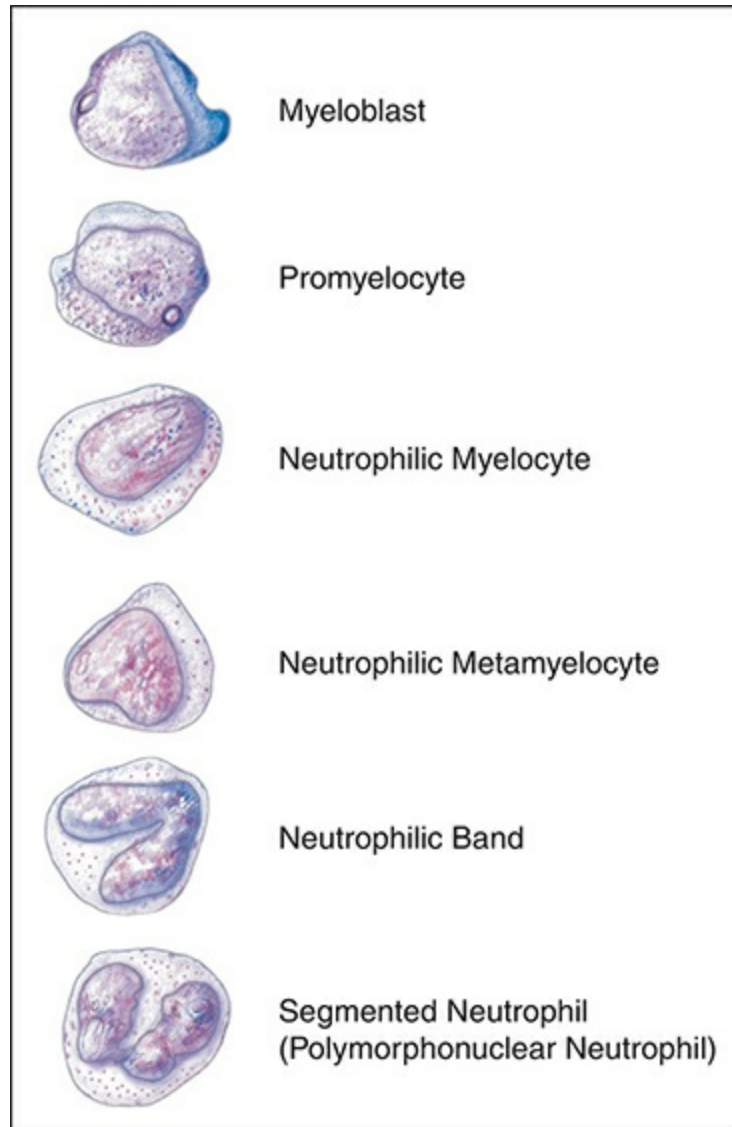 Myeloblast
Promyelocyte
Neutrophilic Myelocyte
Neutrophilic Metamyelocyte
Neutrophilic Band
Segmented Neutrophil
(Polymorphonuclear Neutrophil)